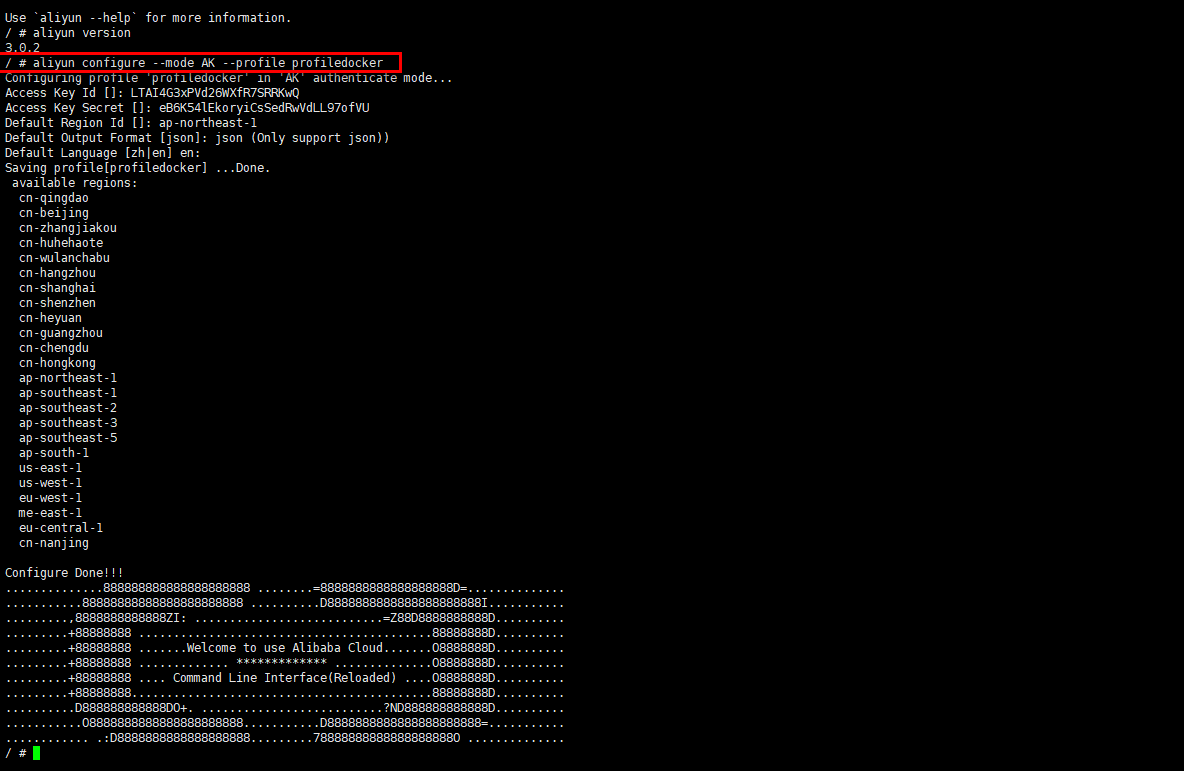 Use `aliyun --help` for more information.
/ # aliyun version
3.0.2
/ # aliyun configure --mode AK --profile profiledocker
Configuring profile 'profiledocker' in 'AK' authenticate mode...
Access Key Id []: LTAI4G3xPVd26WXfR7SRRKwQ
Access Key Secret []: eB6K54lEkoryiCsSedRwVdLL97ofVU
Default Region Id []: ap-northeast-1
Default Output Format [json]: json (Only support json))
Default Language [zh|en] en:
Saving profile[profiledocker] ...Done.
available regions:
cn-qingdao
cn-beijing
cn-zhangjiakou
cn-huhehaote
cn-wulanchabu
cn-hangzhou
cn-shanghai
cn-shenzhen
cn-heyuan
cn-guangzhou
cn-chengdu
cn-hongkong
ap-northeast-1
ap-southeast-1
ap-southeast-2
ap-southeast-3
ap-southeast-5
ap-south-1
us-east-1
us-west-1
eu-west-1
me-east-1
eu-central-1
cn-nanjing
Configure Done!!!
..............888888888888888888888 ........=8888888888888888888D=..............
...........88888888888888888888888 ..........D8888888888888888888888I...........
.........,8888888888888ZI: ...........................=Z88D8888888888D..........
.........+88888888 ..........................................88888888D..........
.........+88888888 .......Welcome to use Alibaba Cloud.......O8888888D..........
.........+88888888 ............. ************* ..............O8888888D..........
.........+88888888 .... Command Line Interface(Reloaded) ....O8888888D..........
.........+88888888...........................................88888888D..........
..........D888888888888DO+. ..........................?ND888888888888D..........
...........O8888888888888888888888...........D8888888888888888888888=...........
............ .:D8888888888888888888.........78888888888888888888O ..............
/ #